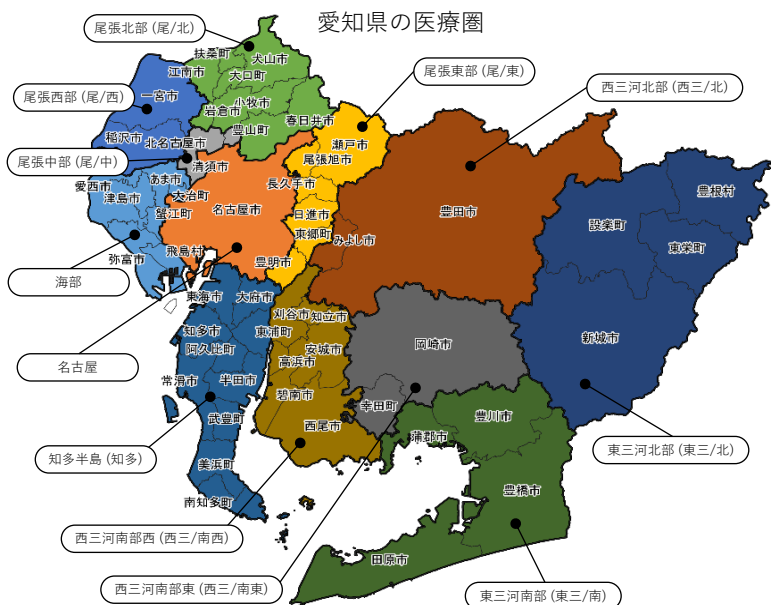 愛知県の医療圏
尾張北部 (尾/北)
扶桑町
犬山市
江南市
大口町
尾張東部 (尾/東)
西三河北部 (西三/北)
尾張西部 (尾/西)
一宮市
小牧市
岩倉市
春日井市
豊山町
稲沢市
北名古屋市
瀬戸市
尾張中部 (尾/中)
清須市
尾張旭市
あま市
愛西市
長久手市
津島市
大治町
豊根村
蟹江町
名古屋市
豊田市
日進市
設楽町
東郷町
みよし市
東栄町
飛島村
弥富市
豊明市
海部
東海市
大府市
刈谷市
知立市
知多市
東浦町
岡崎市
新城市
阿久比町
安城市
高浜市
名古屋
常滑市
半田市
碧南市
幸田町
武豊町
西尾市
豊川市
蒲郡市
知多半島 (知多)
東三河北部 (東三/北)
美浜町
豊橋市
南知多町
西三河南部西 (西三/南西)
田原市
西三河南部東 (西三/南東)
東三河南部 (東三/南)